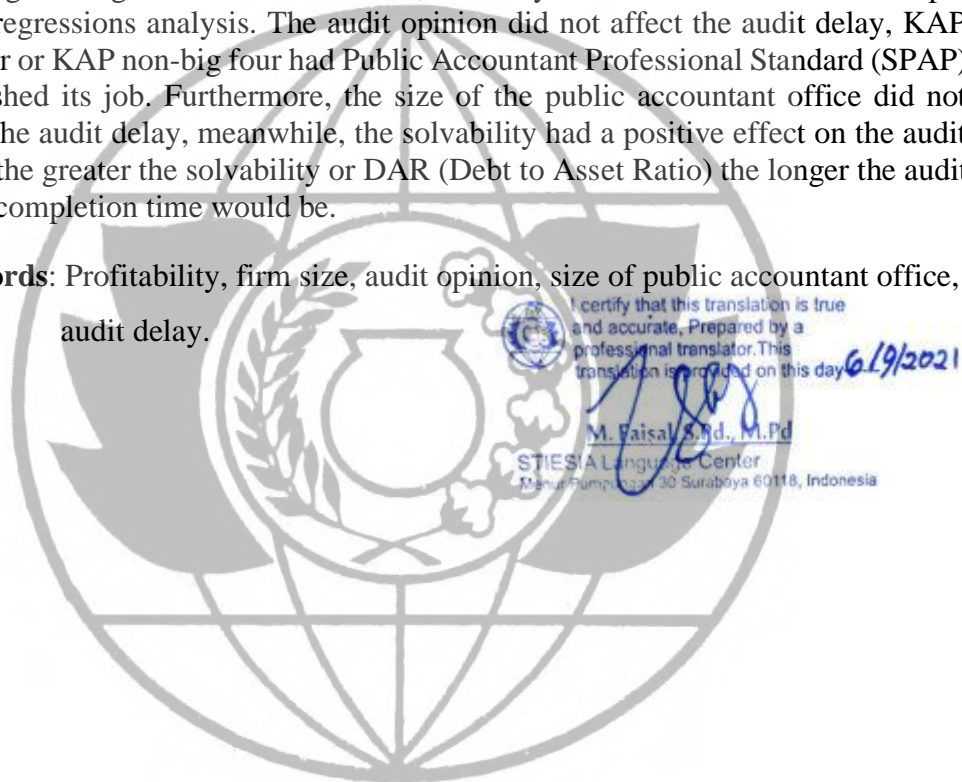 regressions analysis. The audit opinion did not affect the audit delay, KAP
r or KAP non-big four had Public Accountant Professional Standard (SPAP)
shed its job. Furthermore, the size of the public accountant office did not
he audit delay, meanwhile, the solvability had a positive effect on the audit
the greater the solvability or DAR (Debt to Asset Ratio) the longer the audit
completion time would be.
ords: Profitability, firm size, audit opinion, size of public accountant office,
audit delay.
I certify that this translation is true
and accurate, Prepared by a
professional translator.This
translation is provided on this day 6/9/2021
M. Faisal, S.Pd., M.Pd
STIESIA Language Center
Menur Pumpungan 30 Surabaya 60118, Indonesia